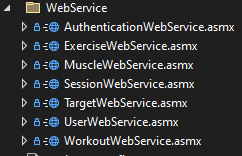 WebService
AuthenticationWebService.asmx
ExerciseWebService.asmx
MuscleWebService.asmx
SessionWebService.asmx
TargetWebService.asmx
UserWebService.asmx
WorkoutWebService.asmx